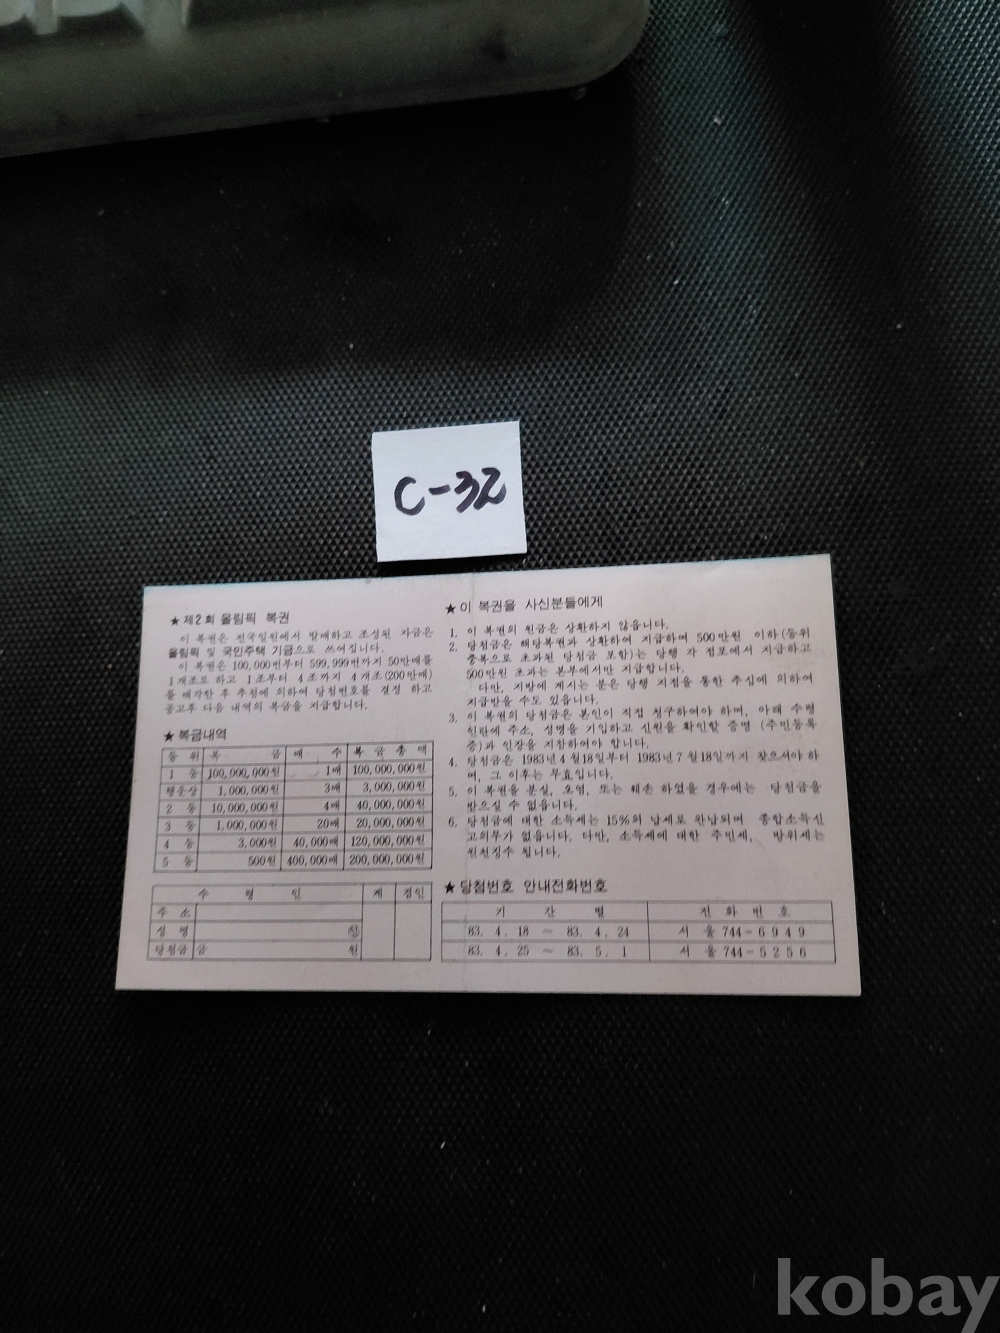 C-32
★ 제2회 올림픽 복권
이 복권은 전국일원에서 발매하고 조성된 자금은
올림픽 및 국민주택 기금으로 쓰여집니다.
이 복권은 100,000번부터 599,999번까지 50만매를
1개조로 하고 1조부터 4조까지 4개조(200만매)
를 매각한 후 추첨에 의하여 당첨번호를 결정 하고
공고후 다음 내역의 복금을 지급합니다.
★ 복금내역
등 위 복 금 매 수 복 금 총 액
1 등 100,000,000원 1매 100,000,000원
행운상 1,000,000원 3매 3,000,000원
2 등 10,000,000원 4매 40,000,000원
3 등 1,000,000원 20매 20,000,000원
4 등 3,000원 40,000매 120,000,000원
5 등 500원 400,000매 200,000,000원
수 령 인 계 검인
주 소
성 명 ㊞
당첨금 금 원
★ 이 복권을 사신분들에게
1. 이 복권의 원금은 상환하지 않습니다.
2. 당첨금은 해당복권과 상환하여 지급하며 500만원 이하(등위
중복으로 초과된 당첨금 포함)는 당행 각 점포에서 지급하고
500만원 초과는 본부에서만 지급합니다.
다만, 지방에 계시는 분은 당행 지점을 통한 추심에 의하여
지급받을 수도 있읍니다.
3. 이 복권의 당첨금은 본인이 직접 청구하여야 하며, 아래 수령
인란에 주소, 성명을 기입하고 신원을 확인할 증명 (주민등록
증)과 인장을 지참하여야 합니다.
4. 당첨금은 1983년 4월18일부터 1983년 7월18일까지 찾으셔야 하
며, 그 이후는 무효입니다.
5. 이 복권을 분실, 오염, 또는 훼손 하였을 경우에는 당첨금을
받으실 수 없읍니다.
6. 당첨금에 대한 소득세는 15%의 납세로 완납되며 종합소득신
고의무가 없읍니다. 다만, 소득세에 대한 주민세, 방위세는
원천징수 됩니다.
★ 당첨번호 안내전화번호
기 간 별 전 화 번 호
83. 4. 18 ~ 83. 4. 24 서 울 744-6949
83. 4. 25 ~ 83. 5. 1 서 울 744-5256
kobay